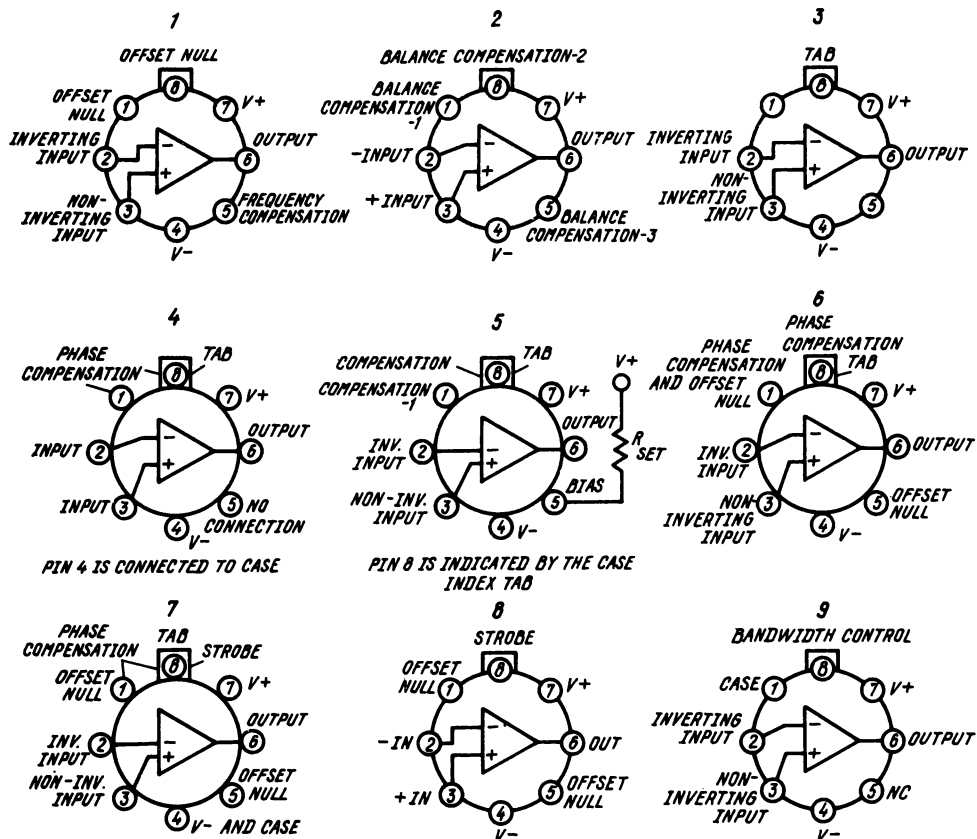 1
OFFSET NULL
8
OFFSET
NULL
1
7
V+
INVERTING
INPUT
2
-
+
6
OUTPUT
NON-
INVERTING
INPUT
3
4
5
FREQUENCY
COMPENSATION
V-
2
BALANCE COMPENSATION-2
8
BALANCE
COMPENSATION
-1
1
7
V+
-INPUT
2
-
+
6
OUTPUT
+INPUT
3
4
5
BALANCE
COMPENSATION-3
V-
3
TAB
8
1
7
V+
INVERTING
INPUT
2
-
+
6
OUTPUT
NON-
INVERTING
INPUT
3
4
5
V-
4
PHASE
COMPENSATION
8
TAB
1
7
V+
INPUT
2
-
+
6
OUTPUT
INPUT
3
4
5
NO
CONNECTION
V-
PIN 4 IS CONNECTED TO CASE
5
COMPENSATION
8
TAB
COMPENSATION
-1
1
7
V+
V+
INV.
INPUT
2
-
+
6
OUTPUT
R
SET
NON-INV.
INPUT
3
4
5
BIAS
V-
PIN 8 IS INDICATED BY THE CASE
INDEX TAB
6
PHASE
COMPENSATION
8
TAB
PHASE
COMPENSATION
AND OFFSET
NULL
1
7
V+
INV.
INPUT
2
-
+
6
OUTPUT
NON
INVERTING
INPUT
3
4
5
OFFSET
NULL
V-
7
PHASE
COMPENSATION
TAB
8
STROBE
OFFSET
NULL
1
7
V+
INV.
INPUT
2
-
+
6
OUTPUT
NON-INV.
INPUT
3
4
5
OFFSET
NULL
V- AND CASE
8
STROBE
8
OFFSET
NULL
1
7
V+
-IN
2
-
+
6
OUT
+IN
3
4
5
OFFSET
NULL
V-
9
BANDWIDTH CONTROL
8
CASE
1
7
V+
INVERTING
INPUT
2
-
+
6
OUTPUT
NON-
INVERTING
INPUT
3
4
5
NC
V-